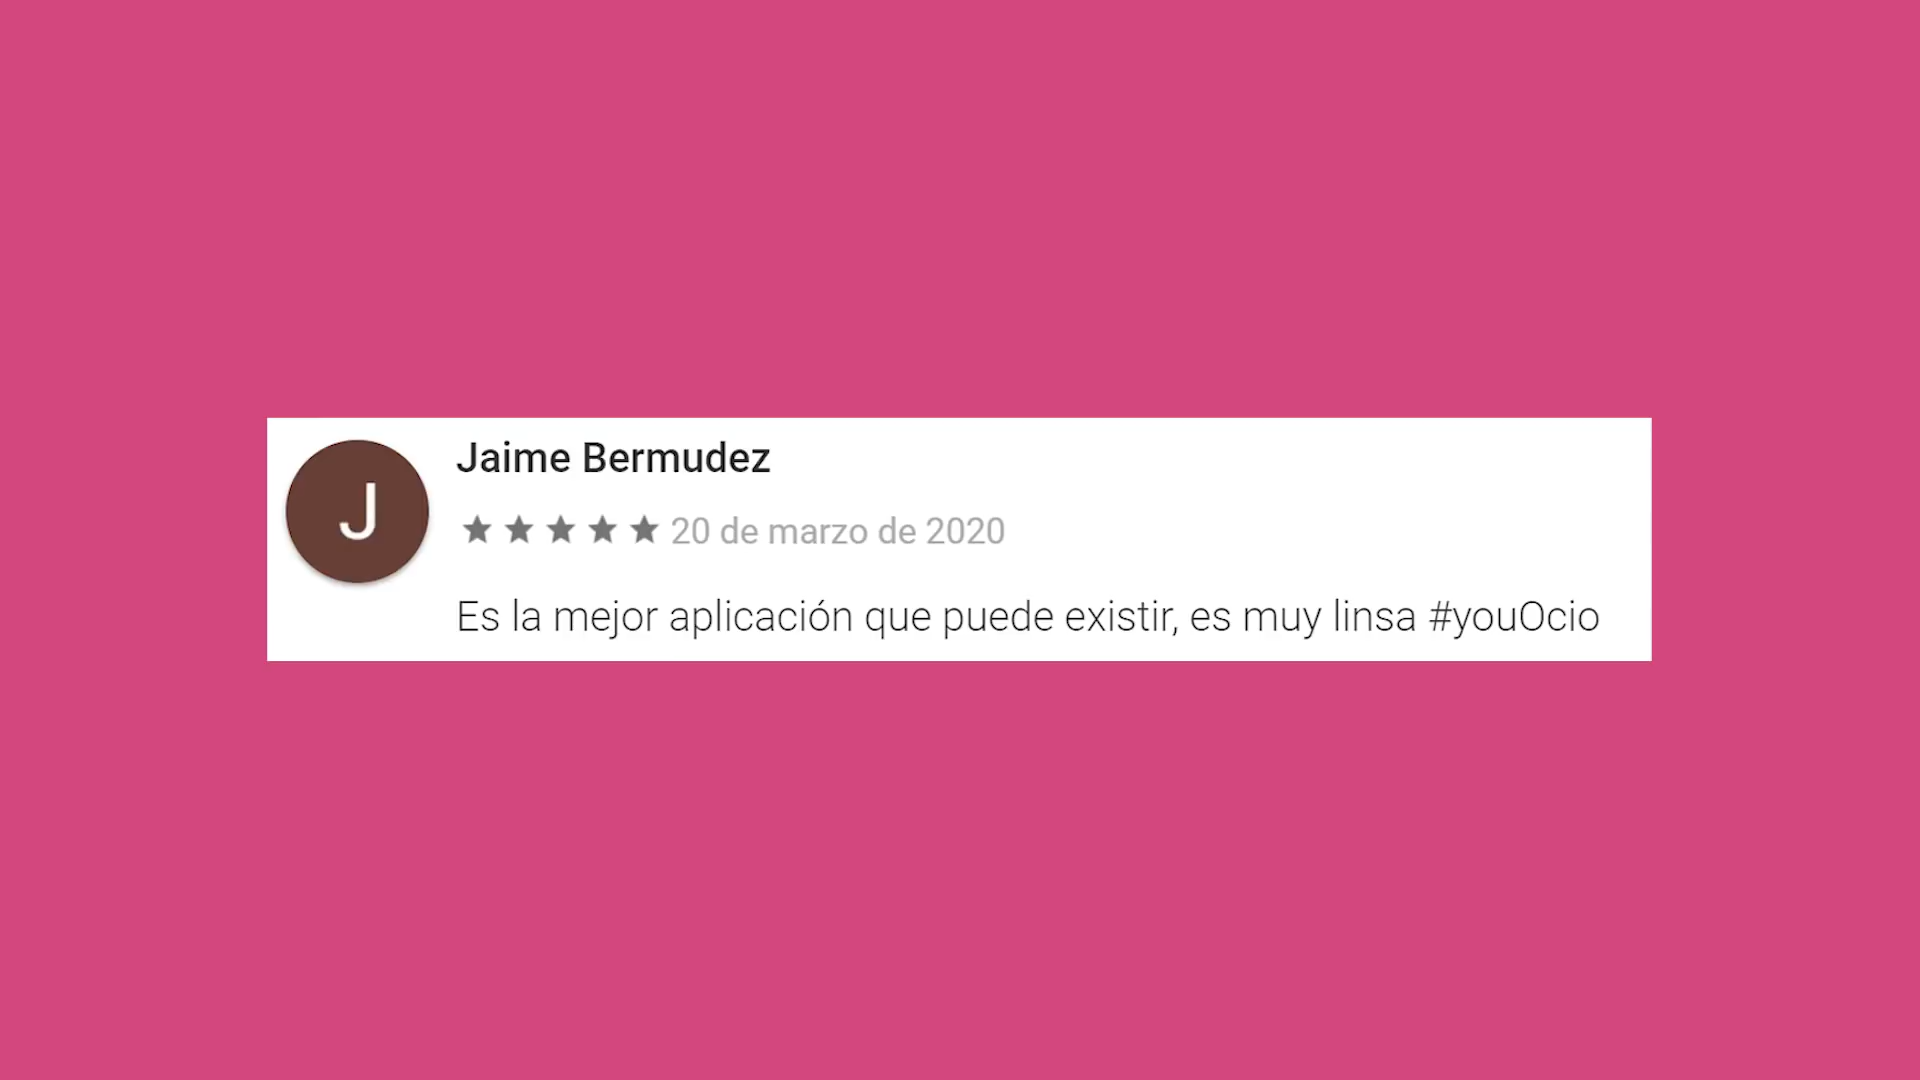 J
Jaime Bermudez
★★★★★ 20 de marzo de 2020
Es la mejor aplicación que puede existir, es muy linsa #youOcio